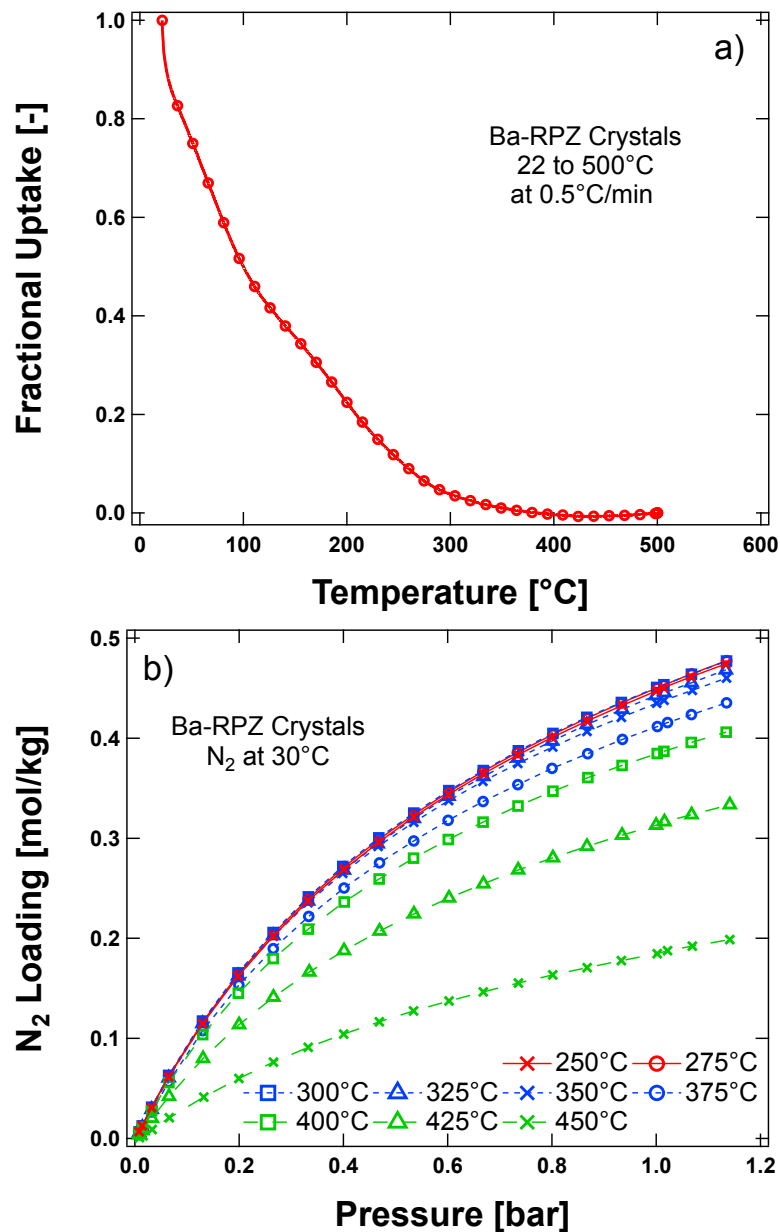 a)
1.0
0.8
0.6
0.4
0.2
0.0
Fractional Uptake [-]
Ba-RPZ Crystals
22 to 500°C
at 0.5°C/min
0 100 200 300 400 500 600
Temperature [°C]
b)
0.5
0.4
0.3
0.2
0.1
0.0
N₂ Loading [mol/kg]
Ba-RPZ Crystals
N₂ at 30°C
250°C 275°C
300°C 325°C 350°C 375°C
400°C 425°C 450°C
0.0 0.2 0.4 0.6 0.8 1.0 1.2
Pressure [bar]